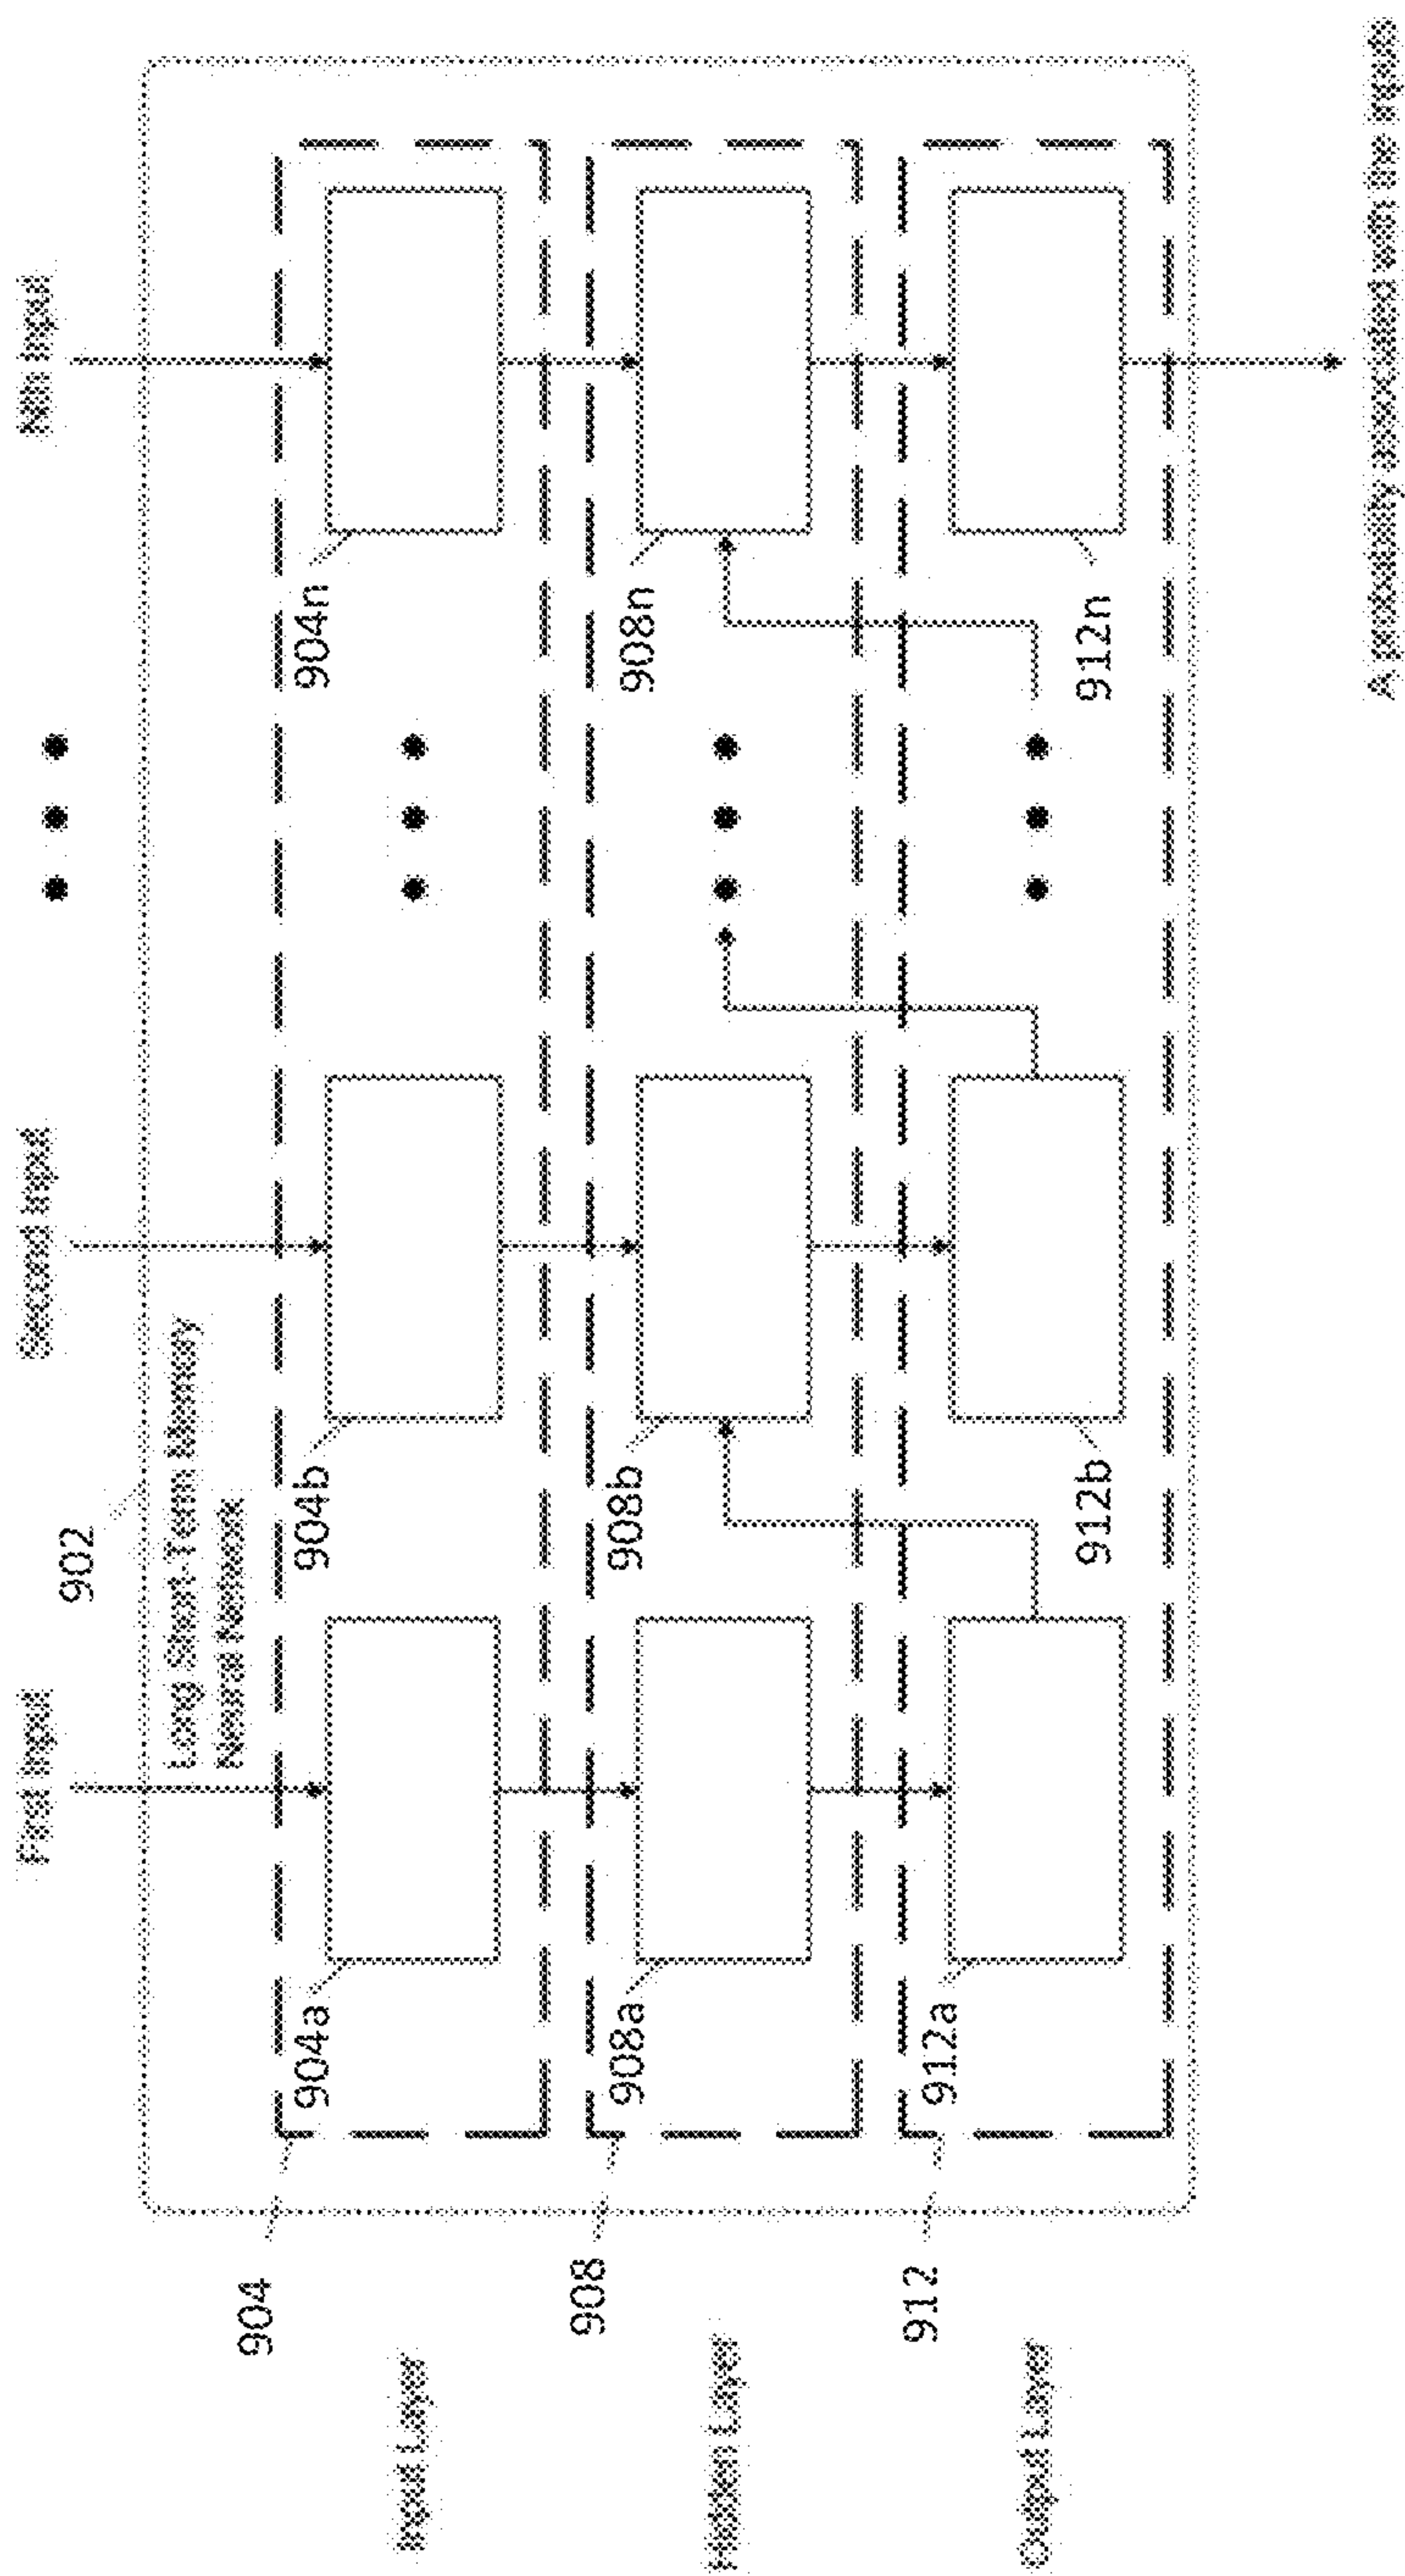 First Input
Second Input
Nth Input
902
Long Short-Term Memory
Neural Network
904
904a
904b
904n
Input Layer
908
908a
908b
908n
Hidden Layer
912
912a
912b
912n
Output Layer
A probability associated with the inputs